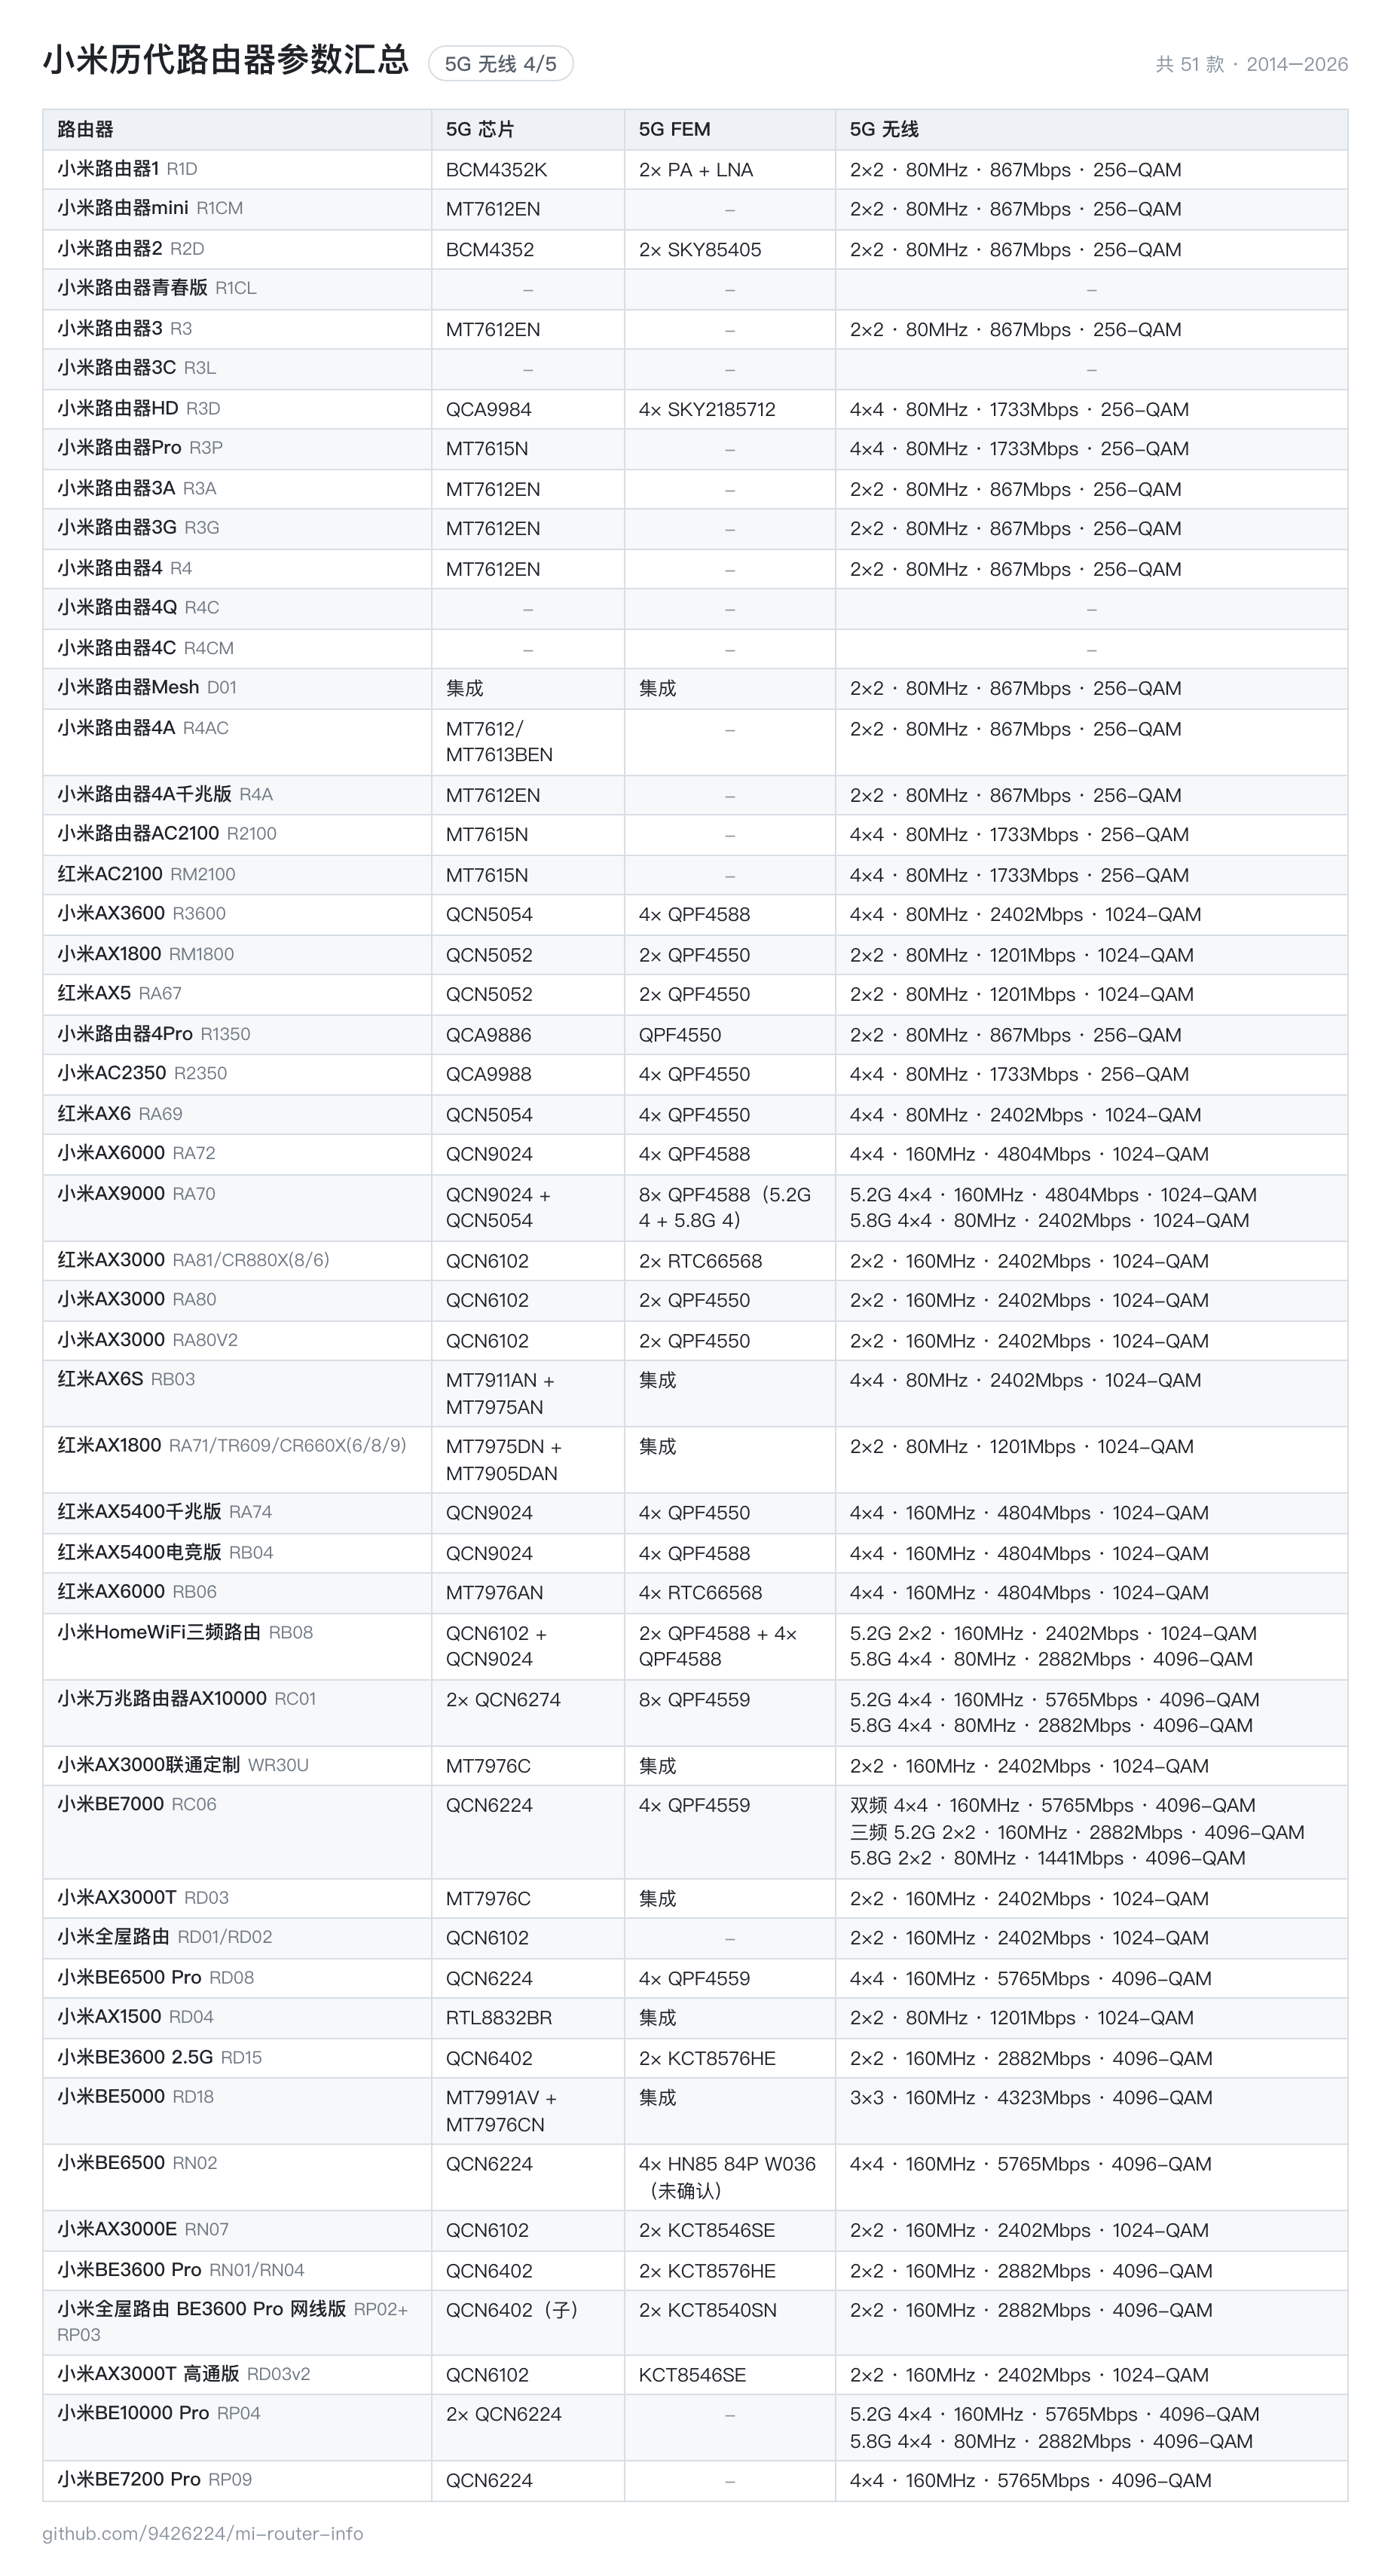 小米历代路由器参数汇总 5G 无线 4/5 共 51 款 · 2014—2026
路由器 5G 芯片 5G FEM 5G 无线
小米路由器1 R1D BCM4352K 2× PA + LNA 2×2 · 80MHz · 867Mbps · 256-QAM
小米路由器mini R1CM MT7612EN – 2×2 · 80MHz · 867Mbps · 256-QAM
小米路由器2 R2D BCM4352 2× SKY85405 2×2 · 80MHz · 867Mbps · 256-QAM
小米路由器青春版 R1CL – – –
小米路由器3 R3 MT7612EN – 2×2 · 80MHz · 867Mbps · 256-QAM
小米路由器3C R3L – – –
小米路由器HD R3D QCA9984 4× SKY2185712 4×4 · 80MHz · 1733Mbps · 256-QAM
小米路由器Pro R3P MT7615N – 4×4 · 80MHz · 1733Mbps · 256-QAM
小米路由器3A R3A MT7612EN – 2×2 · 80MHz · 867Mbps · 256-QAM
小米路由器3G R3G MT7612EN – 2×2 · 80MHz · 867Mbps · 256-QAM
小米路由器4 R4 MT7612EN – 2×2 · 80MHz · 867Mbps · 256-QAM
小米路由器4Q R4C – – –
小米路由器4C R4CM – – –
小米路由器Mesh D01 集成 集成 2×2 · 80MHz · 867Mbps · 256-QAM
小米路由器4A R4AC MT7612/ – 2×2 · 80MHz · 867Mbps · 256-QAM
MT7613BEN
小米路由器4A千兆版 R4A MT7612EN – 2×2 · 80MHz · 867Mbps · 256-QAM
小米路由器AC2100 R2100 MT7615N – 4×4 · 80MHz · 1733Mbps · 256-QAM
红米AC2100 RM2100 MT7615N – 4×4 · 80MHz · 1733Mbps · 256-QAM
小米AX3600 R3600 QCN5054 4× QPF4588 4×4 · 80MHz · 2402Mbps · 1024-QAM
小米AX1800 RM1800 QCN5052 2× QPF4550 2×2 · 80MHz · 1201Mbps · 1024-QAM
红米AX5 RA67 QCN5052 2× QPF4550 2×2 · 80MHz · 1201Mbps · 1024-QAM
小米路由器4Pro R1350 QCA9886 QPF4550 2×2 · 80MHz · 867Mbps · 256-QAM
小米AC2350 R2350 QCA9988 4× QPF4550 4×4 · 80MHz · 1733Mbps · 256-QAM
红米AX6 RA69 QCN5054 4× QPF4550 4×4 · 80MHz · 2402Mbps · 1024-QAM
小米AX6000 RA72 QCN9024 4× QPF4588 4×4 · 160MHz · 4804Mbps · 1024-QAM
小米AX9000 RA70 QCN9024 + 8× QPF4588（5.2G 5.2G 4×4 · 160MHz · 4804Mbps · 1024-QAM
QCN5054 4 + 5.8G 4） 5.8G 4×4 · 80MHz · 2402Mbps · 1024-QAM
红米AX3000 RA81/CR880X(8/6) QCN6102 2× RTC66568 2×2 · 160MHz · 2402Mbps · 1024-QAM
小米AX3000 RA80 QCN6102 2× QPF4550 2×2 · 160MHz · 2402Mbps · 1024-QAM
小米AX3000 RA80V2 QCN6102 2× QPF4550 2×2 · 160MHz · 2402Mbps · 1024-QAM
红米AX6S RB03 MT7911AN + 集成 4×4 · 80MHz · 2402Mbps · 1024-QAM
MT7975AN
红米AX1800 RA71/TR609/CR660X(6/8/9) MT7975DN + 集成 2×2 · 80MHz · 1201Mbps · 1024-QAM
MT7905DAN
红米AX5400千兆版 RA74 QCN9024 4× QPF4550 4×4 · 160MHz · 4804Mbps · 1024-QAM
红米AX5400电竞版 RB04 QCN9024 4× QPF4588 4×4 · 160MHz · 4804Mbps · 1024-QAM
红米AX6000 RB06 MT7976AN 4× RTC66568 4×4 · 160MHz · 4804Mbps · 1024-QAM
小米HomeWiFi三频路由 RB08 QCN6102 + 2× QPF4588 + 4× 5.2G 2×2 · 160MHz · 2402Mbps · 1024-QAM
QCN9024 QPF4588 5.8G 4×4 · 80MHz · 2882Mbps · 4096-QAM
小米万兆路由器AX10000 RC01 2× QCN6274 8× QPF4559 5.2G 4×4 · 160MHz · 5765Mbps · 4096-QAM
5.8G 4×4 · 80MHz · 2882Mbps · 4096-QAM
小米AX3000联通定制 WR30U MT7976C 集成 2×2 · 160MHz · 2402Mbps · 1024-QAM
小米BE7000 RC06 QCN6224 4× QPF4559 双频 4×4 · 160MHz · 5765Mbps · 4096-QAM
三频 5.2G 2×2 · 160MHz · 2882Mbps · 4096-QAM
5.8G 2×2 · 80MHz · 1441Mbps · 4096-QAM
小米AX3000T RD03 MT7976C 集成 2×2 · 160MHz · 2402Mbps · 1024-QAM
小米全屋路由 RD01/RD02 QCN6102 – 2×2 · 160MHz · 2402Mbps · 1024-QAM
小米BE6500 Pro RD08 QCN6224 4× QPF4559 4×4 · 160MHz · 5765Mbps · 4096-QAM
小米AX1500 RD04 RTL8832BR 集成 2×2 · 80MHz · 1201Mbps · 1024-QAM
小米BE3600 2.5G RD15 QCN6402 2× KCT8576HE 2×2 · 160MHz · 2882Mbps · 4096-QAM
小米BE5000 RD18 MT7991AV + 集成 3×3 · 160MHz · 4323Mbps · 4096-QAM
MT7976CN
小米BE6500 RN02 QCN6224 4× HN85 84P W036 4×4 · 160MHz · 5765Mbps · 4096-QAM
（未确认）
小米AX3000E RN07 QCN6102 2× KCT8546SE 2×2 · 160MHz · 2402Mbps · 1024-QAM
小米BE3600 Pro RN01/RN04 QCN6402 2× KCT8576HE 2×2 · 160MHz · 2882Mbps · 4096-QAM
小米全屋路由 BE3600 Pro 网线版 RP02+ QCN6402（子） 2× KCT8540SN 2×2 · 160MHz · 2882Mbps · 4096-QAM
RP03
小米AX3000T 高通版 RD03v2 QCN6102 KCT8546SE 2×2 · 160MHz · 2402Mbps · 1024-QAM
小米BE10000 Pro RP04 2× QCN6224 – 5.2G 4×4 · 160MHz · 5765Mbps · 4096-QAM
5.8G 4×4 · 80MHz · 2882Mbps · 4096-QAM
小米BE7200 Pro RP09 QCN6224 – 4×4 · 160MHz · 5765Mbps · 4096-QAM
github.com/9426224/mi-router-info